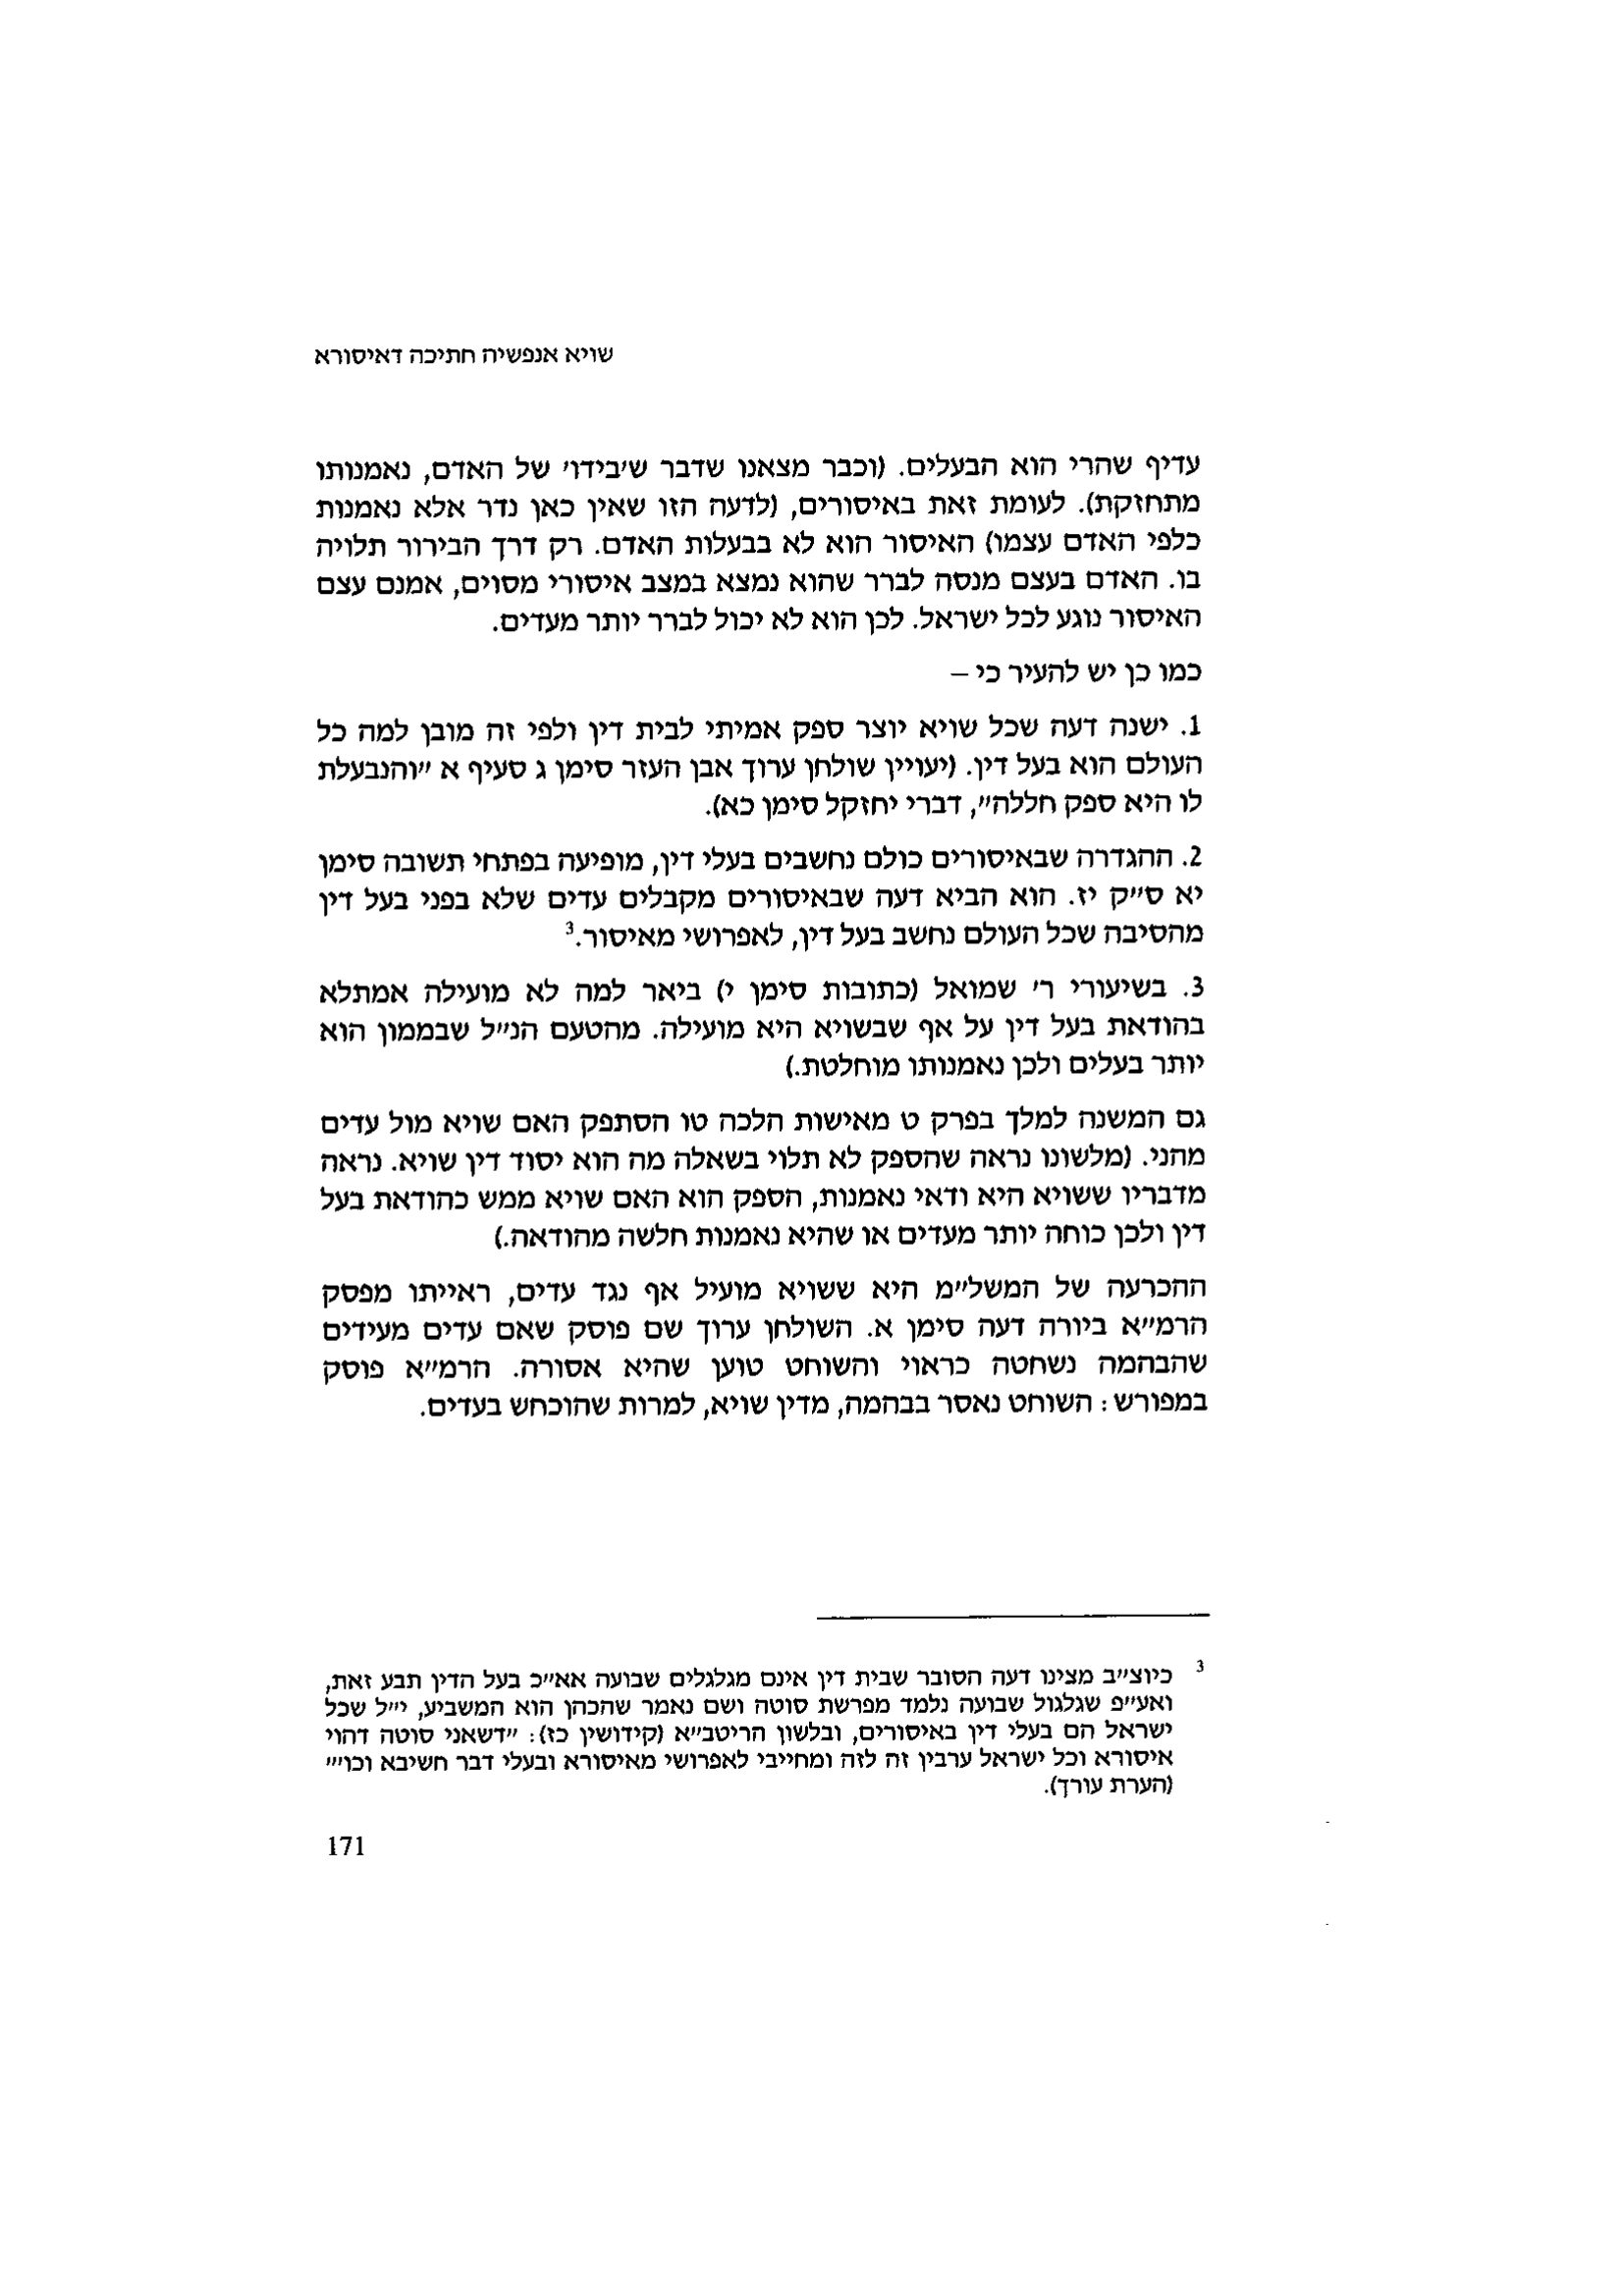 שויא אנפשיה חתיכה דאיסורא
עדיף שהרי הוא הבעלים. (וכבר מצאנו שדבר ש׳בידו׳ של האדם, נאמנותו
מתחזקת). לעומת זאת באיסורים, (לדעה הזו שאין כאן נדר אלא נאמנות
כלפי האדם עצמו) האיסור הוא לא בבעלות האדם. רק דרך הבירור תלויה
בו. האדם בעצם מנסה לברר שהוא נמצא במצב איסורי מסוים, אמנם עצם
האיסור נוגע לכל ישראל. לכן הוא לא יכול לברר יותר מעדים.
כמו כן יש להעיר כי –
1. ישנה דעה שכל שויא יוצר ספק אמיתי לבית דין ולפי זה מובן למה כל
העולם הוא בעל דין. (יעויין שולחן ערוך אבן העזר סימן ג סעיף א ״והנבעלת
לו היא ספק חללה״, דברי יחזקל סימן כא).
2. ההגדרה שבאיסורים כולם נחשבים בעלי דין, מופיעה בפתחי תשובה סימן
יא ס״ק יז. הוא הביא דעה שבאיסורים מקבלים עדים שלא בפני בעל דין
מהסיבה שכל העולם נחשב בעל דין, לאפרושי מאיסור.3
3. בשיעורי ר׳ שמואל (כתובות סימן י) ביאר למה לא מועילה אמתלא
בהודאת בעל דין על אף שבשויא היא מועילה. מהטעם הנ״ל שבממון הוא
יותר בעלים ולכן נאמנותו מוחלטת.)
גם המשנה למלך בפרק ט מאישות הלכה טו הסתפק האם שויא מול עדים
מהני. (מלשונו נראה שהספק לא תלוי בשאלה מה הוא יסוד דין שויא. נראה
מדבריו ששויא היא ודאי נאמנות, הספק הוא האם שויא ממש כהודאת בעל
דין ולכן כוחה יותר מעדים או שהיא נאמנות חלשה מהודאה.)
ההכרעה של המשל״מ היא ששויא מועיל אף נגד עדים, ראייתו מפסק
הרמ״א ביורה דעה סימן א. השולחן ערוך שם פוסק שאם עדים מעידים
שהבהמה נשחטה כראוי והשוחט טוען שהיא אסורה. הרמ״א פוסק
במפורש: השוחט נאסר בבהמה, מדין שויא, למרות שהוכחש בעדים.
3 כיוצ״ב מצינו דעה הסובר שבית דין אינם מגלגלים שבועה אא״כ בעל הדין תבע זאת,
ואע״פ שגלגול שבועה נלמד מפרשת סוטה ושם נאמר שהכהן הוא המשביע, י״ל שכל
ישראל הם בעלי דין באיסורים, ובלשון הריטב״א (קידושין כז): ״דשאני סוטה דהוי
איסורא וכל ישראל ערבין זה לזה ומחייבי לאפרושי מאיסורא ובעלי דבר חשיבא וכו׳״
(הערת עורך).
171